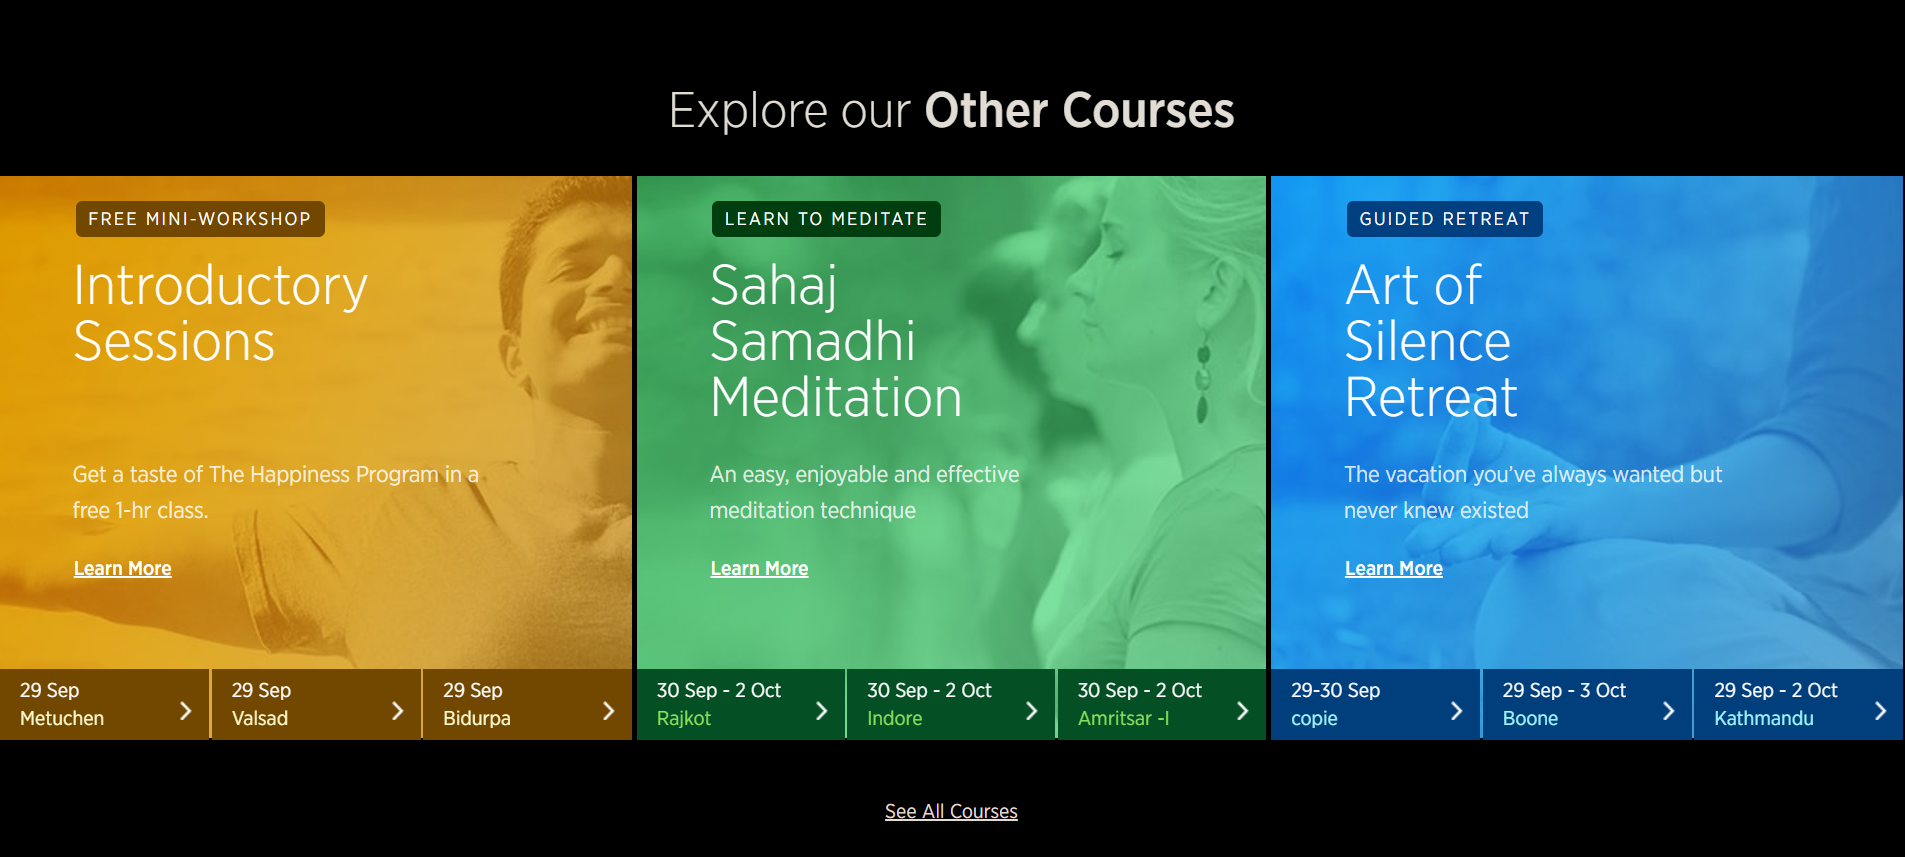 Explore our Other Courses
FREE MINI-WORKSHOP
Introductory
Sessions
Get a taste of The Happiness Program in a
free 1-hr class.
Learn More
29 Sep
Metuchen
29 Sep
Valsad
29 Sep
Bidurpa
LEARN TO MEDITATE
Sahaj
Samadhi
Meditation
An easy, enjoyable and effective
meditation technique
Learn More
30 Sep - 2 Oct
Rajkot
30 Sep - 2 Oct
Indore
30 Sep - 2 Oct
Amritsar -I
GUIDED RETREAT
Art of
Silence
Retreat
The vacation you’ve always wanted but
never knew existed
Learn More
29-30 Sep
copie
29 Sep - 3 Oct
Boone
29 Sep - 2 Oct
Kathmandu
See All Courses